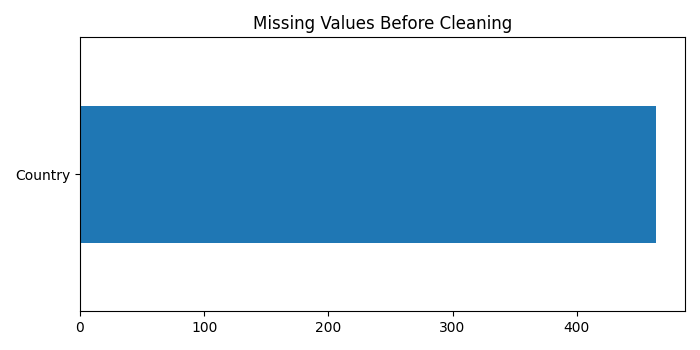 Missing Values Before Cleaning
Country
0 100 200 300 400